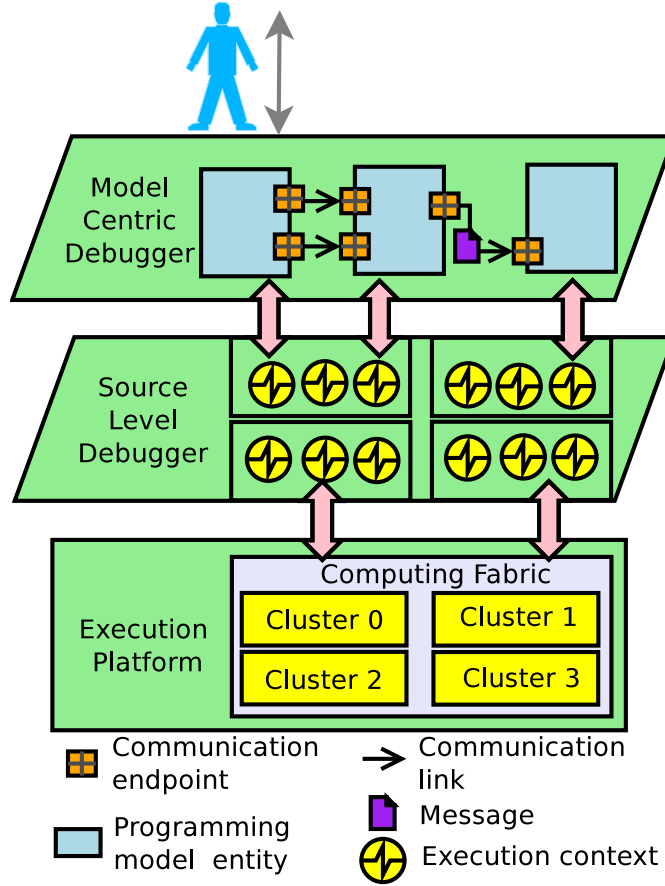 Model
Centric
Debugger
Source
Level
Debugger
Execution
Platform
Computing Fabric
Cluster 0
Cluster 1
Cluster 2
Cluster 3
Communication
endpoint
Communication
link
Message
Programming
model entity
Execution context